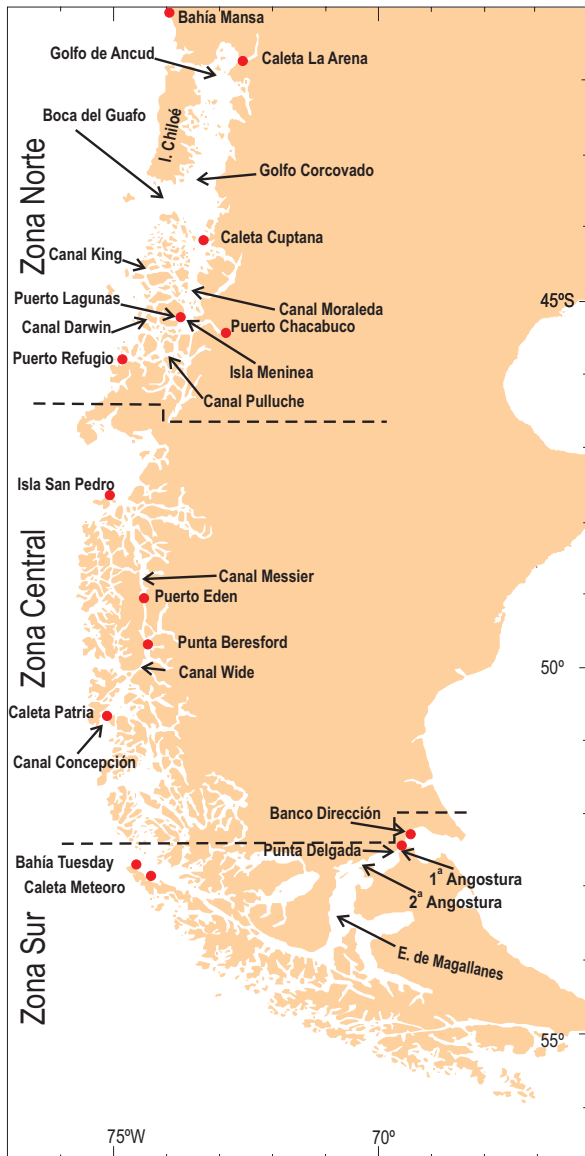 Bahía Mansa
Golfo de Ancud
Caleta La Arena
Boca del Guafo
I. Chiloé
Golfo Corcovado
Zona Norte
Caleta Cuptana
Canal King
Puerto Lagunas
Canal Moraleda
45ºS
Canal Darwin
Puerto Chacabuco
Puerto Refugio
Isla Meninea
Canal Pulluche
Isla San Pedro
Zona Central
Canal Messier
Puerto Eden
Punta Beresford
50º
Canal Wide
Caleta Patria
Canal Concepción
Banco Dirección
Punta Delgada
Bahía Tuesday
1ª Angostura
Caleta Meteoro
2ª Angostura
Zona Sur
E. de Magallanes
55º
75ºW
70º